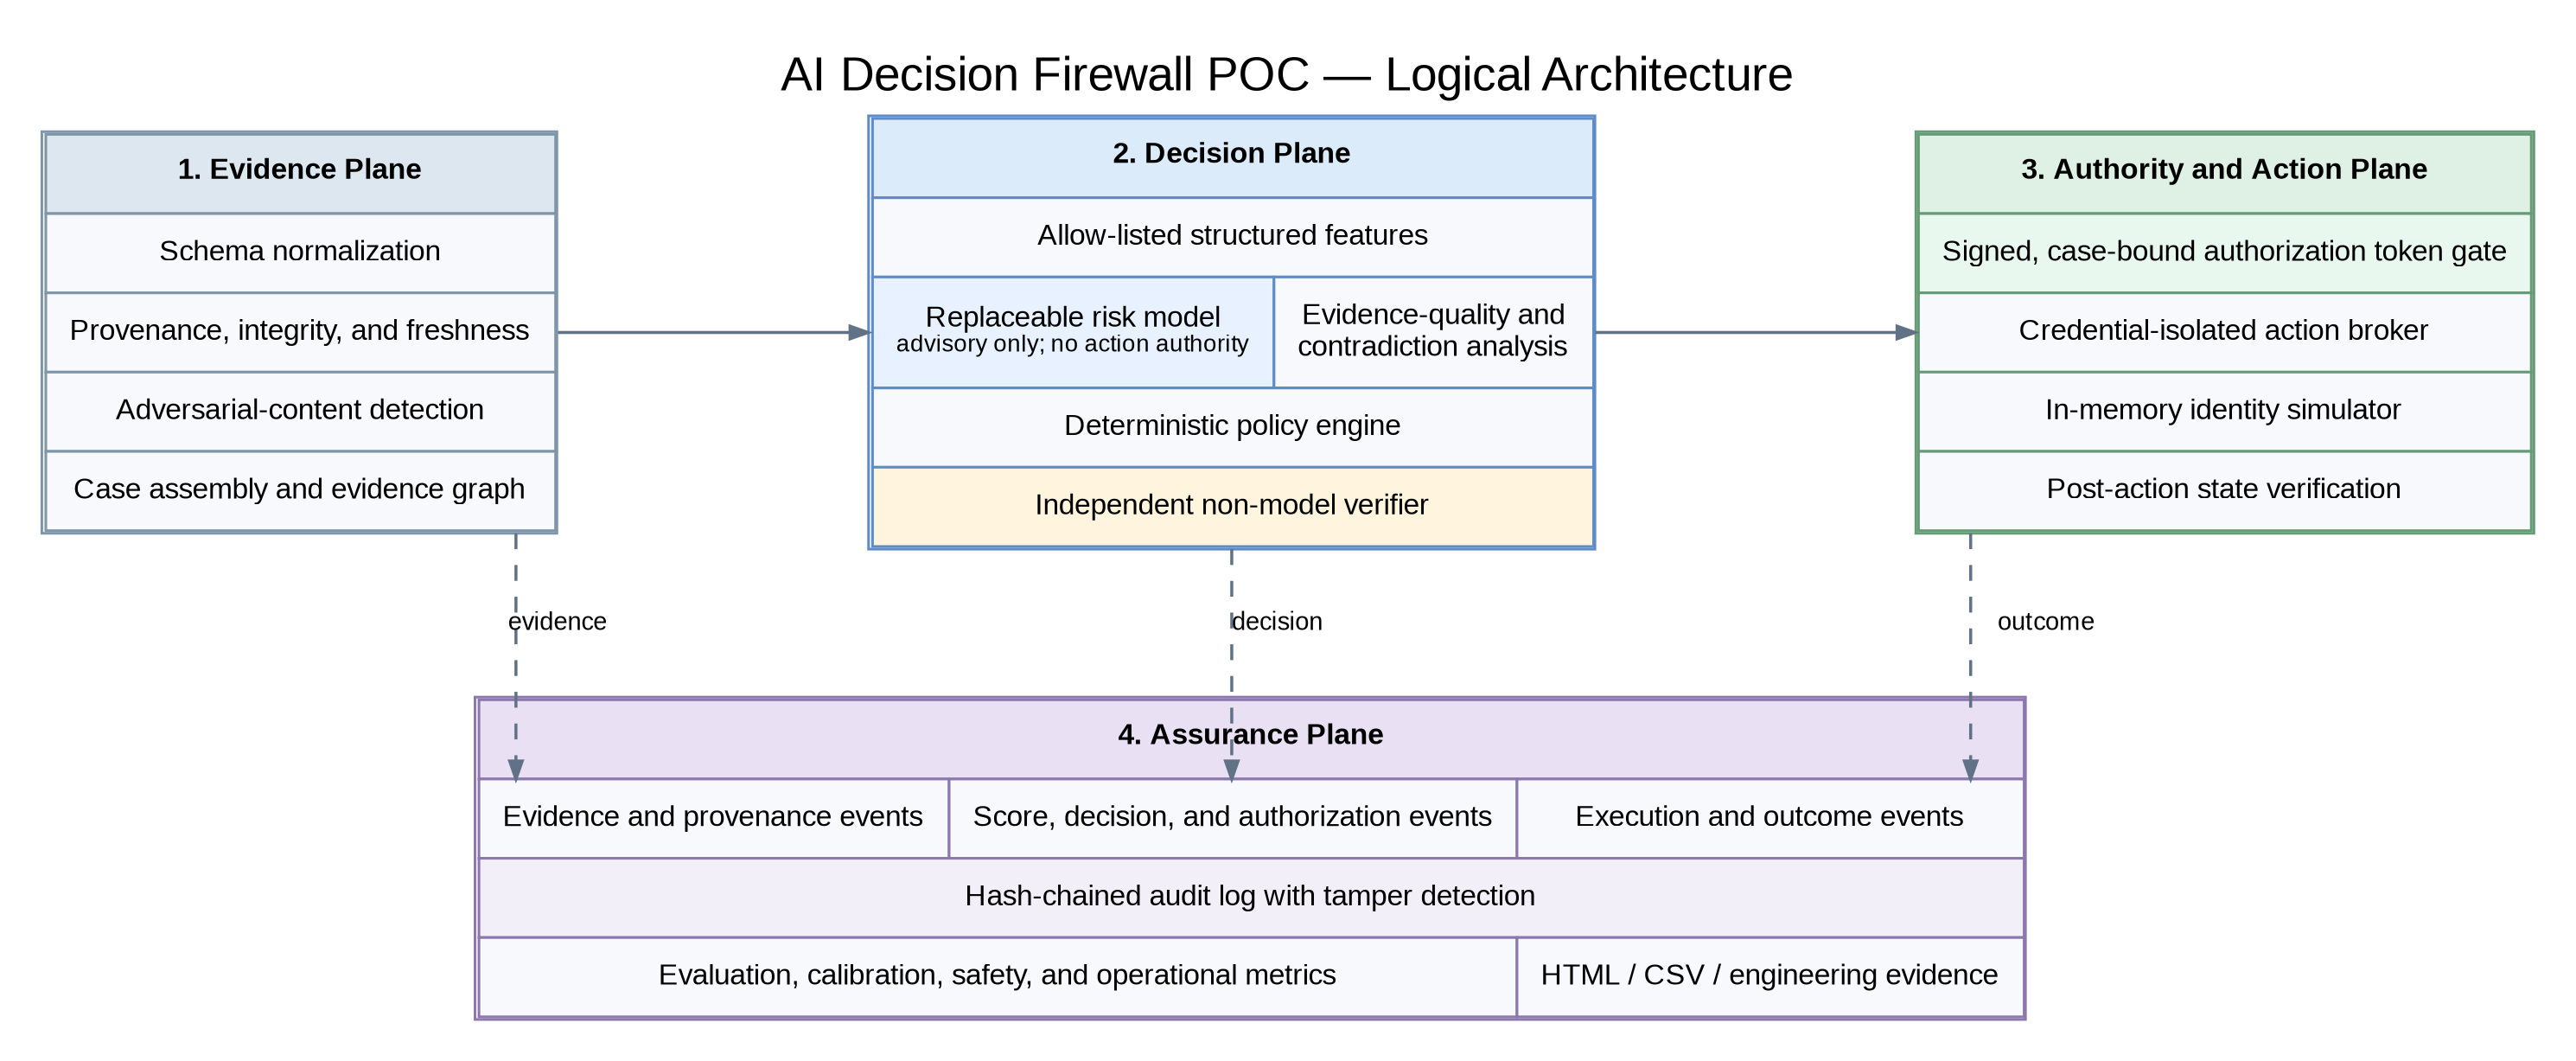 AI Decision Firewall POC — Logical Architecture
1. Evidence Plane
Schema normalization
Provenance, integrity, and freshness
Adversarial-content detection
Case assembly and evidence graph
2. Decision Plane
Allow-listed structured features
Replaceable risk model
advisory only; no action authority
Evidence-quality and
contradiction analysis
Deterministic policy engine
Independent non-model verifier
3. Authority and Action Plane
Signed, case-bound authorization token gate
Credential-isolated action broker
In-memory identity simulator
Post-action state verification
evidence
decision
outcome
4. Assurance Plane
Evidence and provenance events
Score, decision, and authorization events
Execution and outcome events
Hash-chained audit log with tamper detection
Evaluation, calibration, safety, and operational metrics
HTML / CSV / engineering evidence